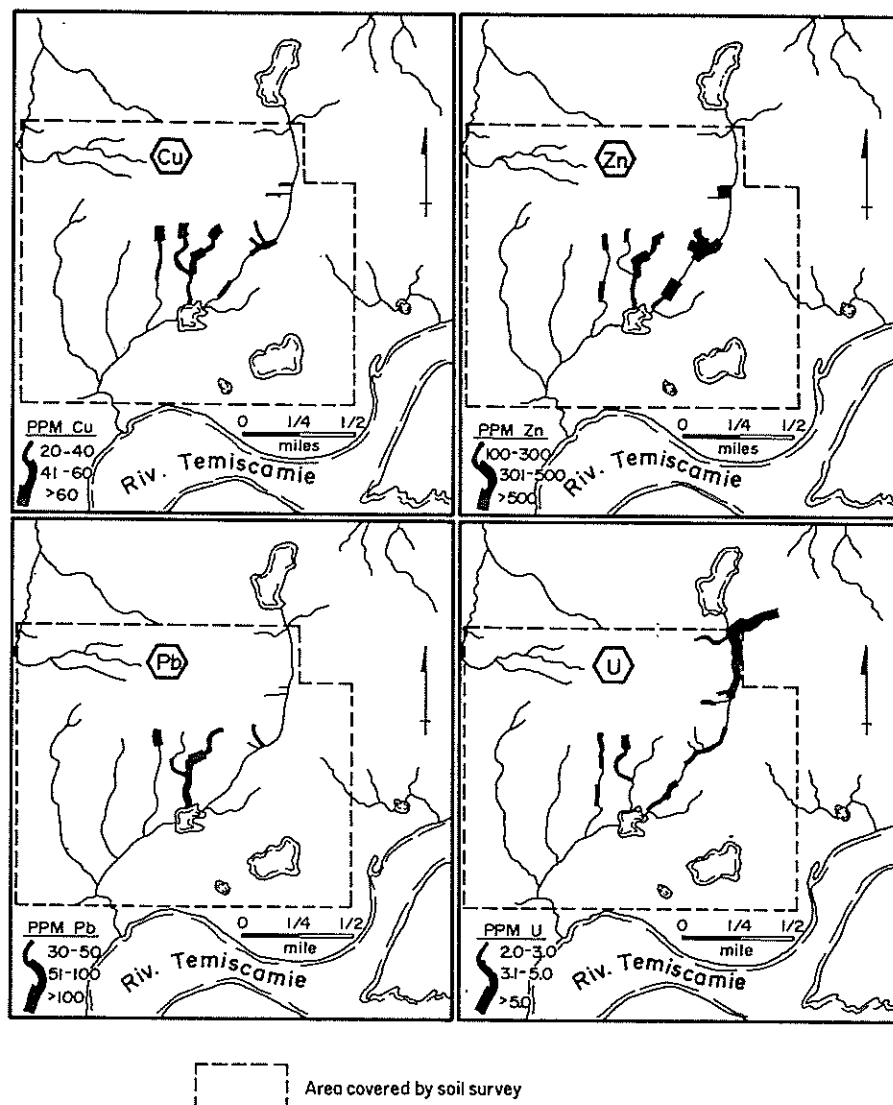 Cu
PPM Cu
20-40
41-60
>60
0 1/4 1/2
miles
Riv. Temiscamie
Zn
PPM Zn
100-300
301-500
>500
0 1/4 1/2
miles
Riv. Temiscamie
Pb
PPM Pb
30-50
51-100
>100
0 1/4 1/2
mile
Riv. Temiscamie
U
PPM U
2.0-3.0
3.1-5.0
>5.0
0 1/4 1/2
mile
Riv. Temiscamie
Area covered by soil survey